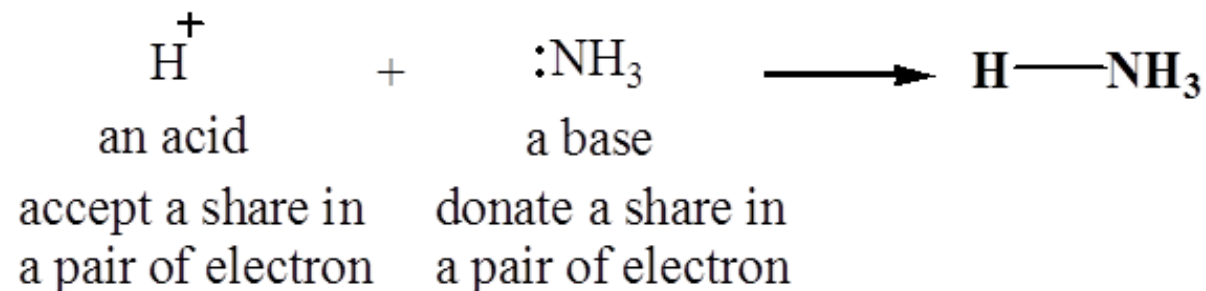 H⁺ + :NH₃ ⟶ H—NH₃
an acid a base
accept a share in donate a share in
a pair of electron a pair of electron